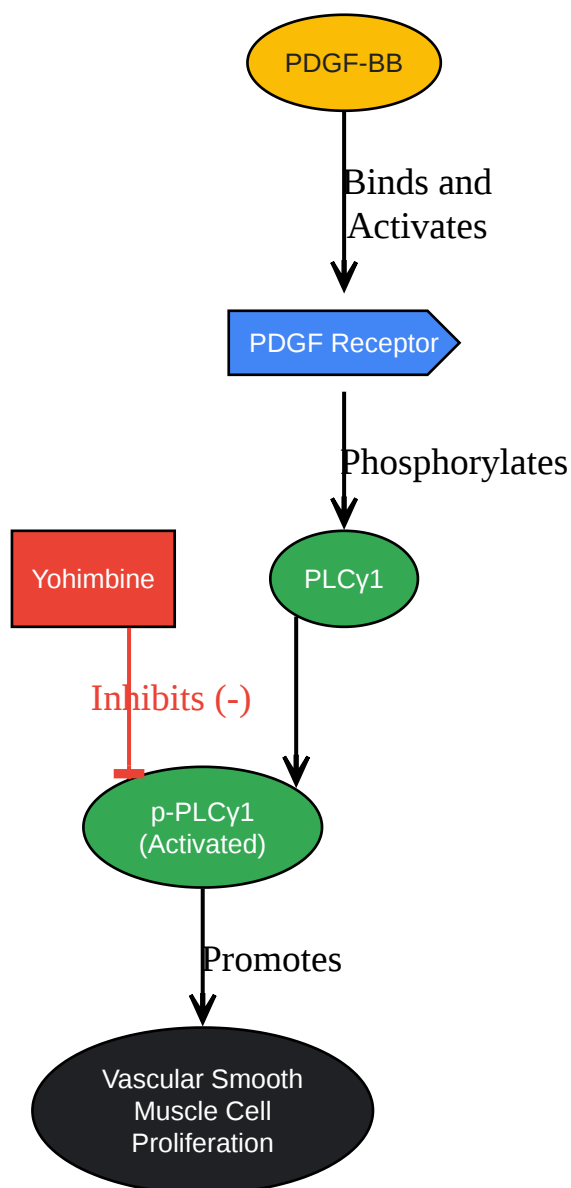 PDGF-BB
Binds and
Activates
PDGF Receptor
Phosphorylates
Yohimbine
PLCγ1
Inhibits (-)
p-PLCγ1
(Activated)
Promotes
Vascular Smooth
Muscle Cell
Proliferation